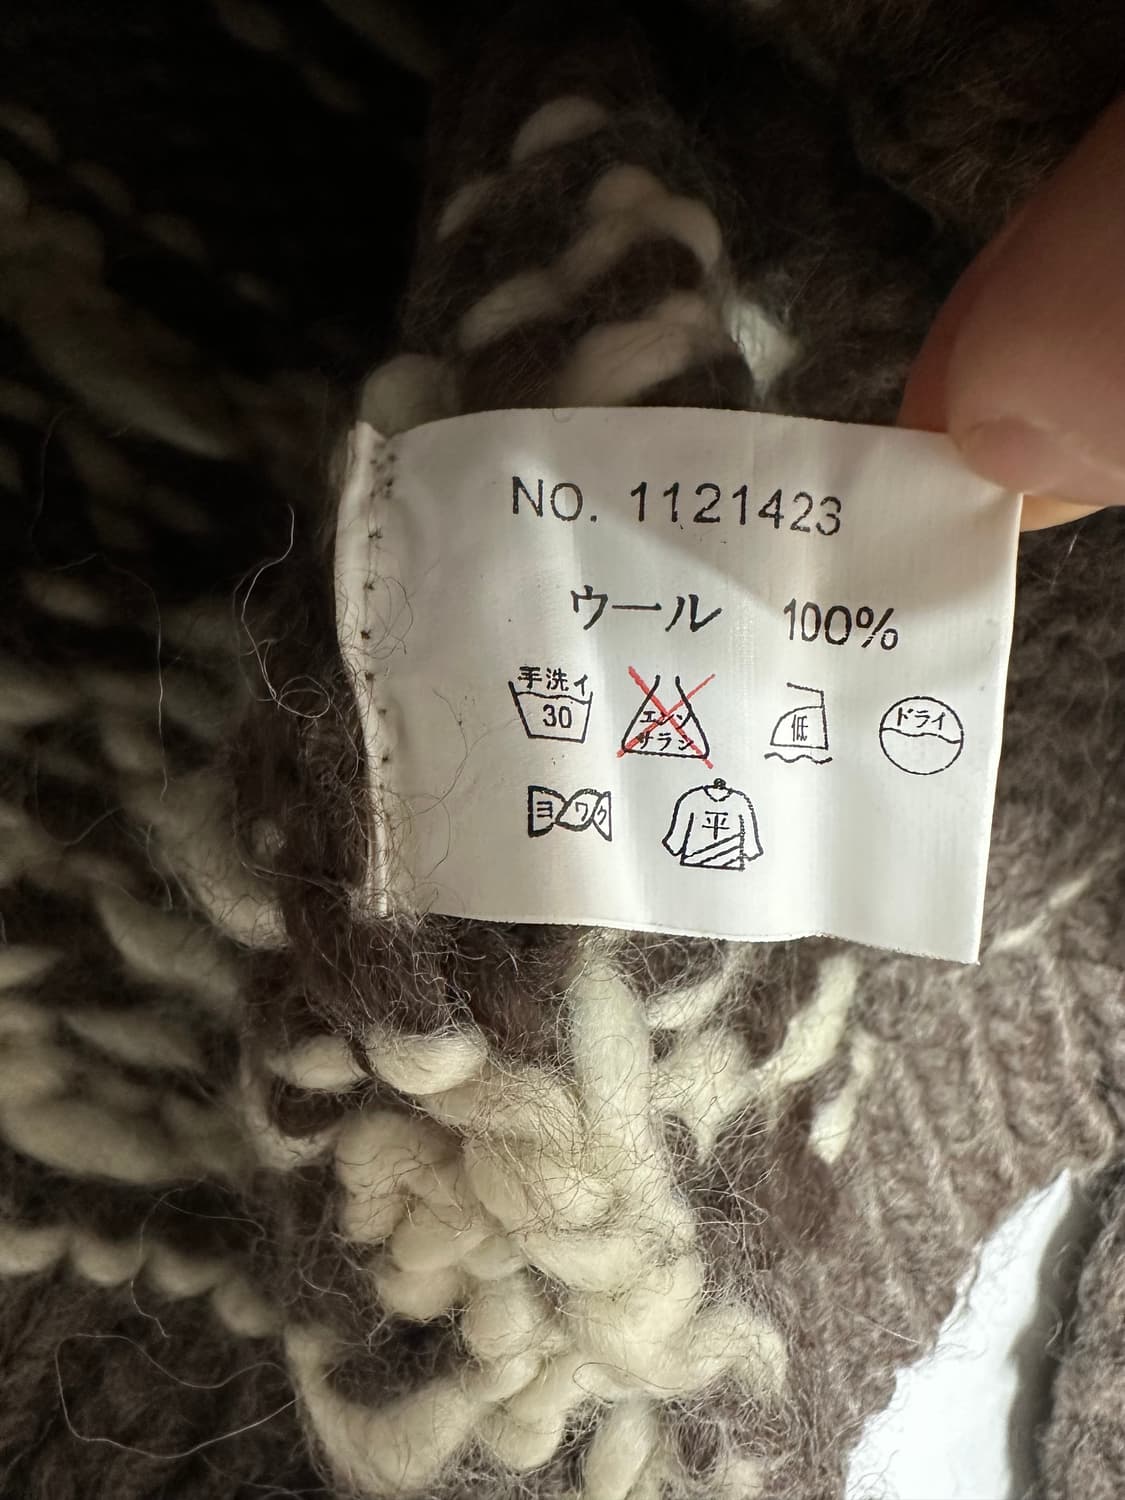 NO. 1121423
ウール 100%
手洗イ 30 エンソサラシ 低 ドライ
ヨワク 平